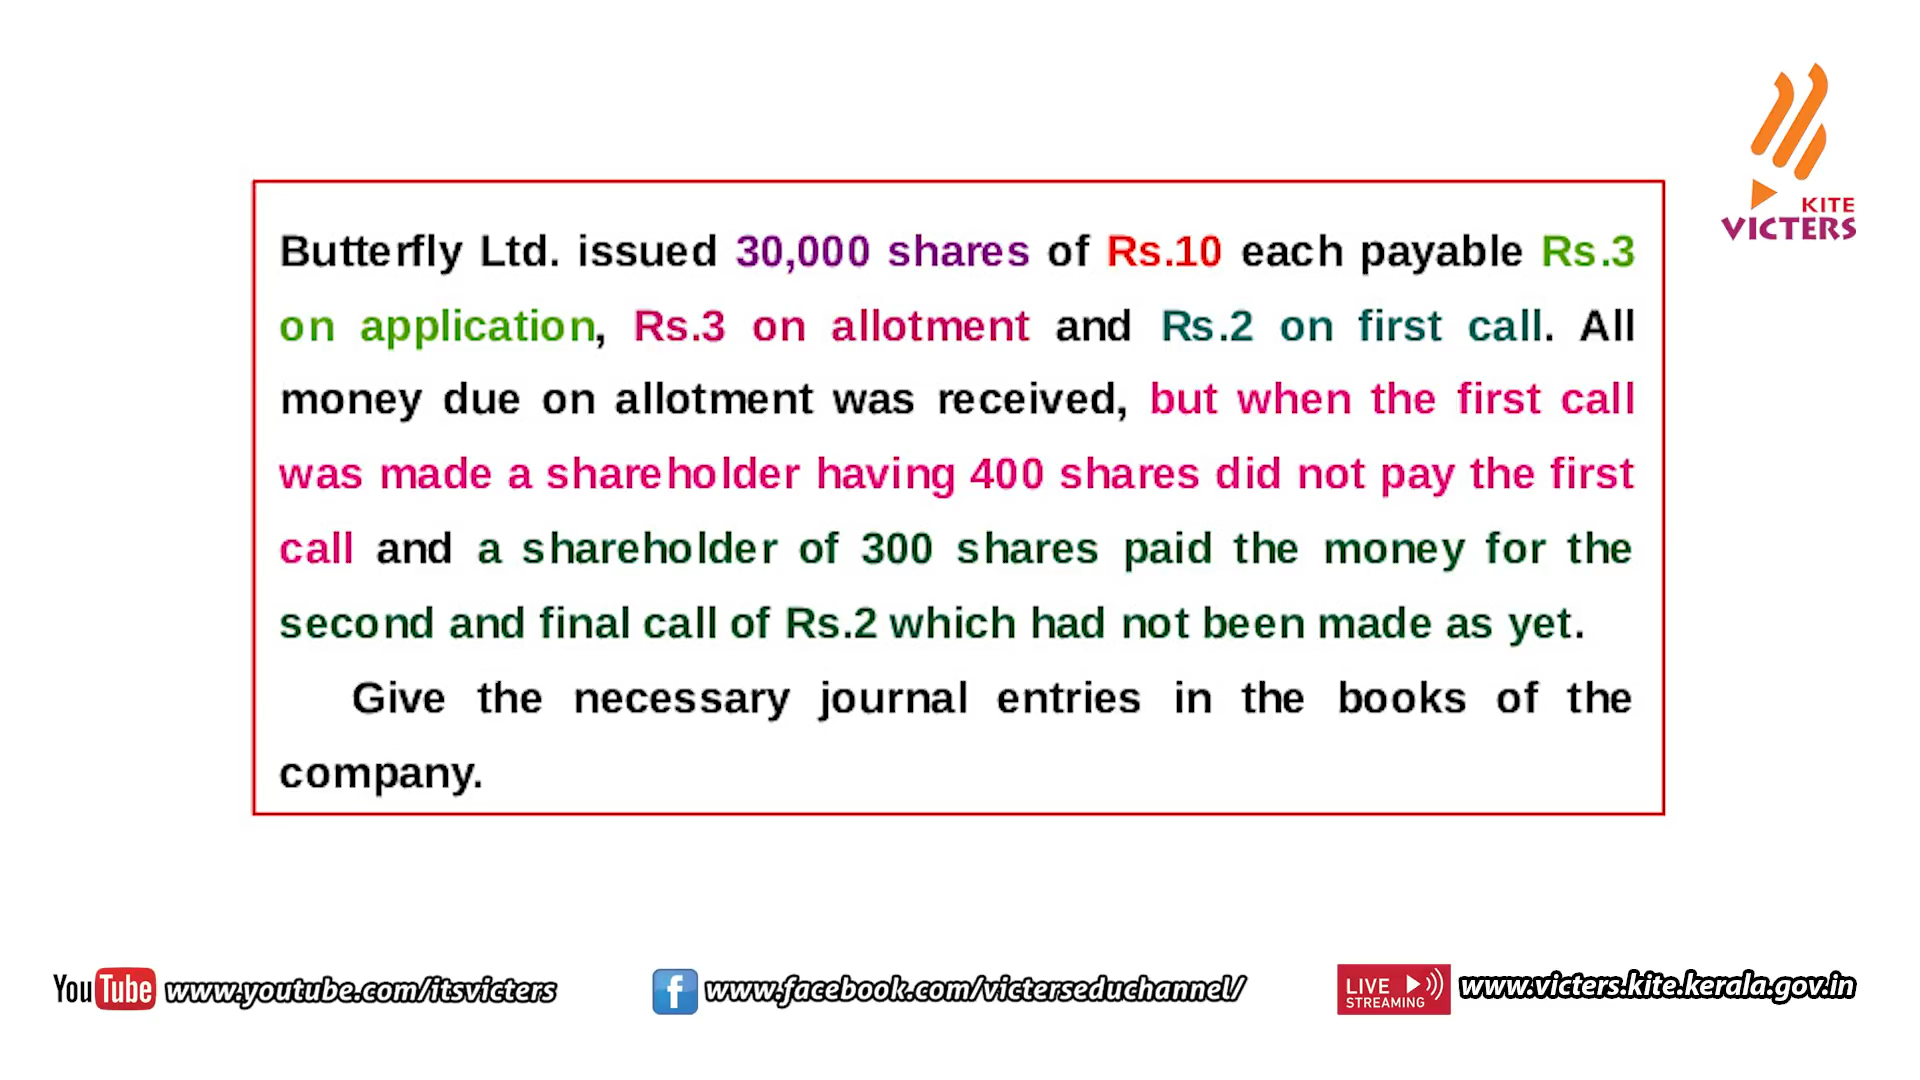 KITE
VICTERS
Butterfly Ltd. issued 30,000 shares of Rs.10 each payable Rs.3
on application, Rs.3 on allotment and Rs.2 on first call. All
money due on allotment was received, but when the first call
was made a shareholder having 400 shares did not pay the first
call and a shareholder of 300 shares paid the money for the
second and final call of Rs.2 which had not been made as yet.
Give the necessary journal entries in the books of the
company.
YouTube www.youtube.com/itsvicters
f www.facebook.com/victerseduchannel/
LIVE STREAMING www.victers.kite.kerala.gov.in